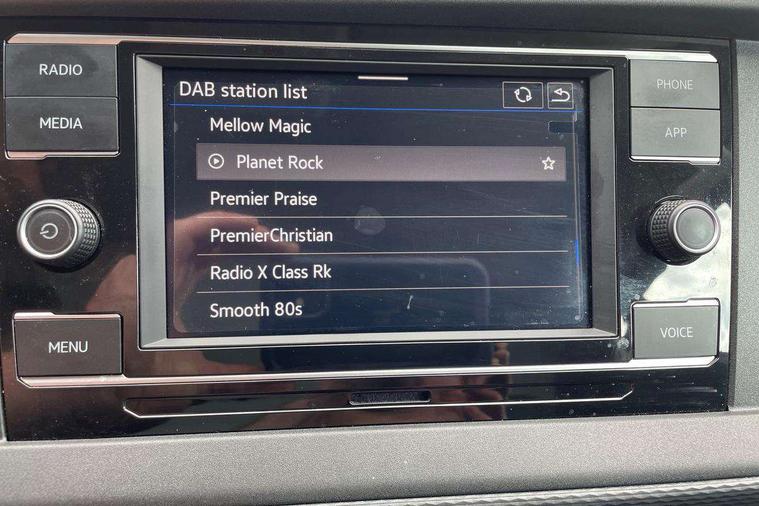 RADIO
MEDIA
MENU
DAB station list
Mellow Magic
Planet Rock
Premier Praise
PremierChristian
Radio X Class Rk
Smooth 80s
PHONE
APP
VOICE